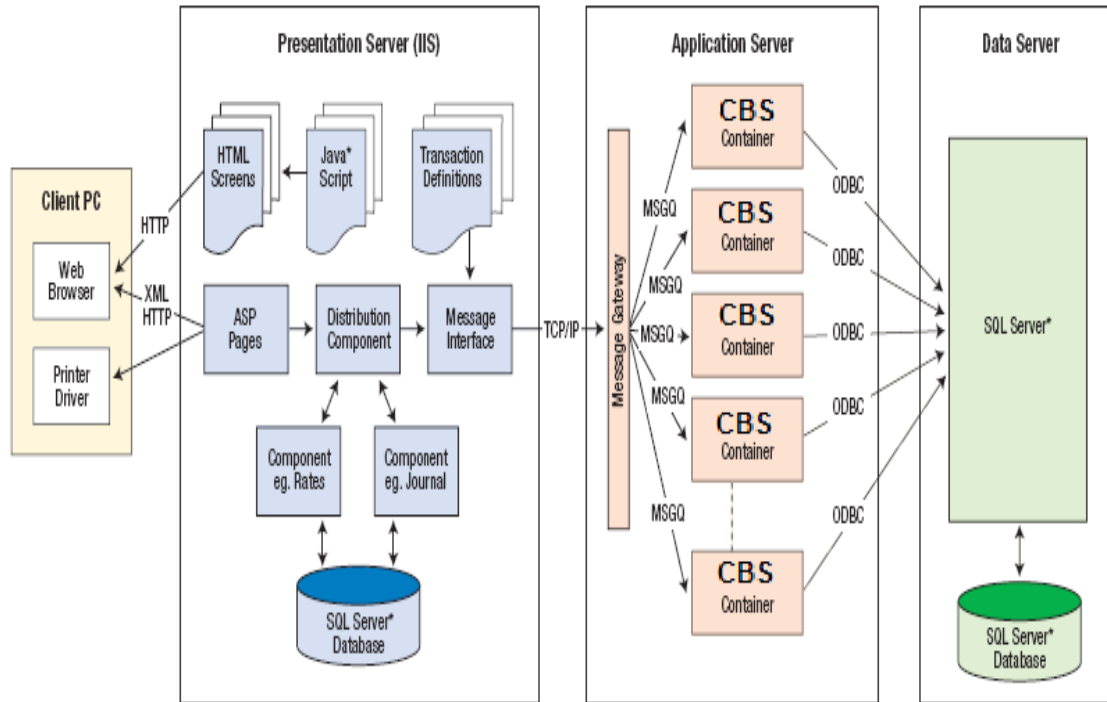 Presentation Server (IIS)
Application Server
Data Server
Client PC
Web
Browser
Printer
Driver
HTTP
XML
HTTP
HTML
Screens
Java*
Script
Transaction
Definitions
ASP
Pages
Distribution
Component
Message
Interface
Component
eg. Rates
Component
eg. Journal
SQL Server*
Database
TCP/IP
Message Gateway
MSGQ
MSGQ
MSGQ
MSGQ
MSGQ
CBS
Container
CBS
Container
CBS
Container
CBS
Container
CBS
Container
ODBC
ODBC
ODBC
ODBC
ODBC
SQL Server*
SQL Server*
Database